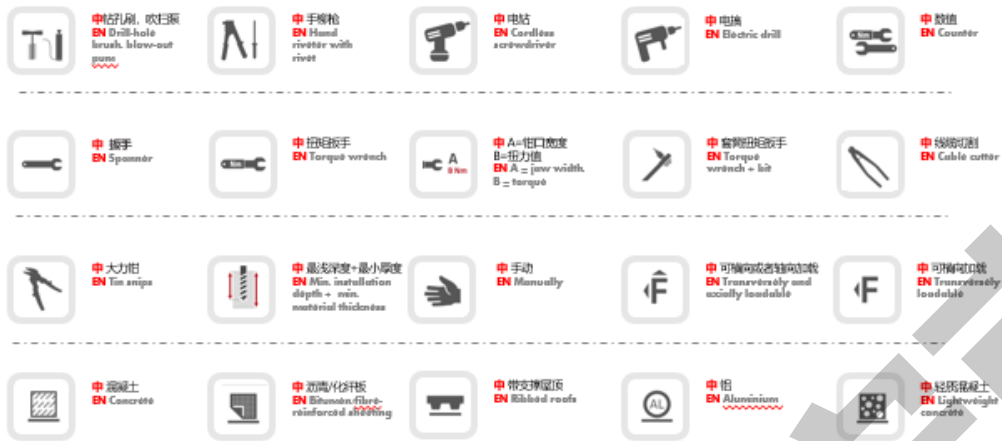 中 钻孔刷，吹扫泵
EN Drill-hole
brush, blow-out
pump
中 手铆枪
EN Hand
riveter with
rivet
中 电钻
EN Cordless
screwdriver
中 电搞
EN Electric drill
中 数值
EN Counter
中 扳手
EN Spanner
中 扭矩扳手
EN Torque wrench
A
B Nm
中 A=钳口宽度
B=扭力值
EN A = jaw width
B = torque
中 套筒扭矩扳手
EN Torque
wrench + bit
中 线缆切割
EN Cable cutter
中 大力钳
EN Tin snips
中 最浅深度+最小厚度
EN Min. installation
depth + min.
material thickness
中 手动
EN Manually
F
中 可横向或者轴向加载
EN Transversely and
axially loadable
F
中 可横向加载
EN Transversely
loadable
中 混凝土
EN Concrete
中 沥青/化纤板
EN Bitumen/fibre-
reinforced sheeting
中 带支撑屋顶
EN Ribbed roofs
AL
中 铝
EN Aluminium
中 轻质混凝土
EN Lightweight
concrete